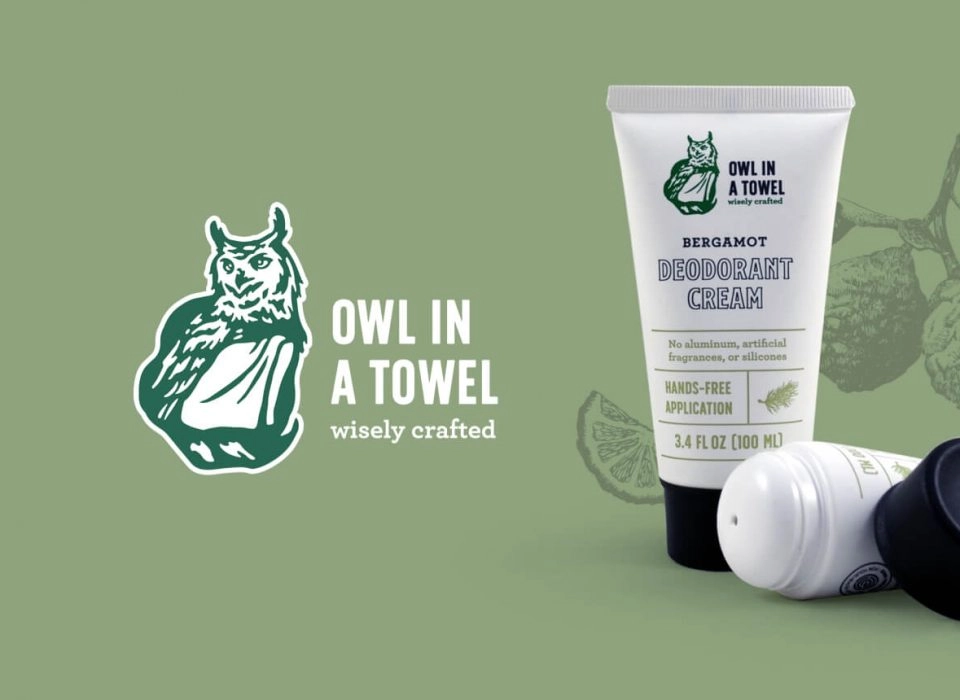 OWL IN
A TOWEL
wisely crafted
OWL IN
A TOWEL
wisely crafted
BERGAMOT
DEODORANT
CREAM
No aluminum, artificial
fragrances, or silicones
HANDS-FREE
APPLICATION
3.4 FL OZ (100 ML)